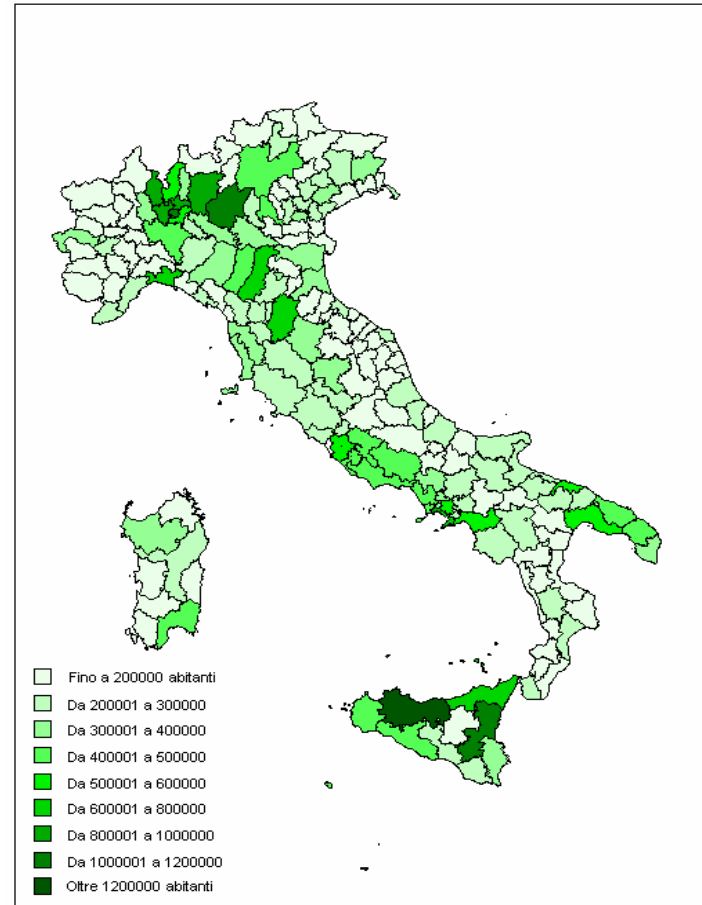 Fino a 200000 abitanti
Da 200001 a 300000
Da 300001 a 400000
Da 400001 a 500000
Da 500001 a 600000
Da 600001 a 800000
Da 800001 a 1000000
Da 1000001 a 1200000
Oltre 1200000 abitanti